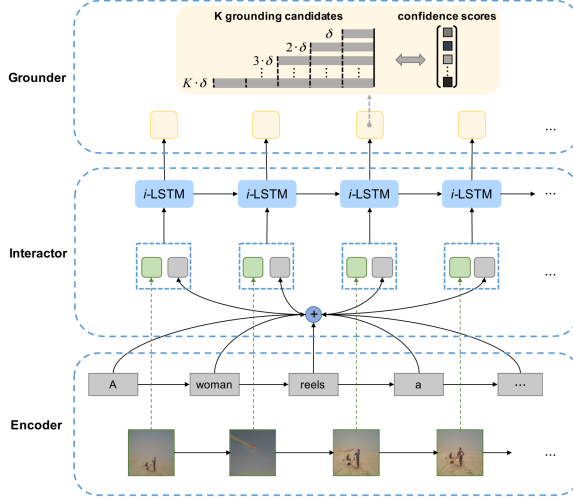 K grounding candidates
confidence scores
δ
2·δ
3·δ
K·δ
Grounder
...
i-LSTM
i-LSTM
i-LSTM
i-LSTM
...
Interactor
...
A
woman
reels
a
...
Encoder
...